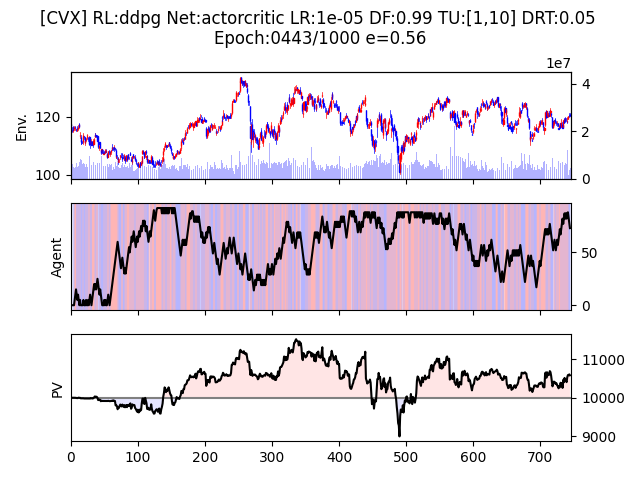 [CVX] RL:ddpg Net:actorcritic LR:1e-05 DF:0.99 TU:[1,10] DRT:0.05
Epoch:0443/1000 e=0.56
1e7
Env.
120
100
4
2
0
Agent
50
0
PV
11000
10000
9000
0 100 200 300 400 500 600 700